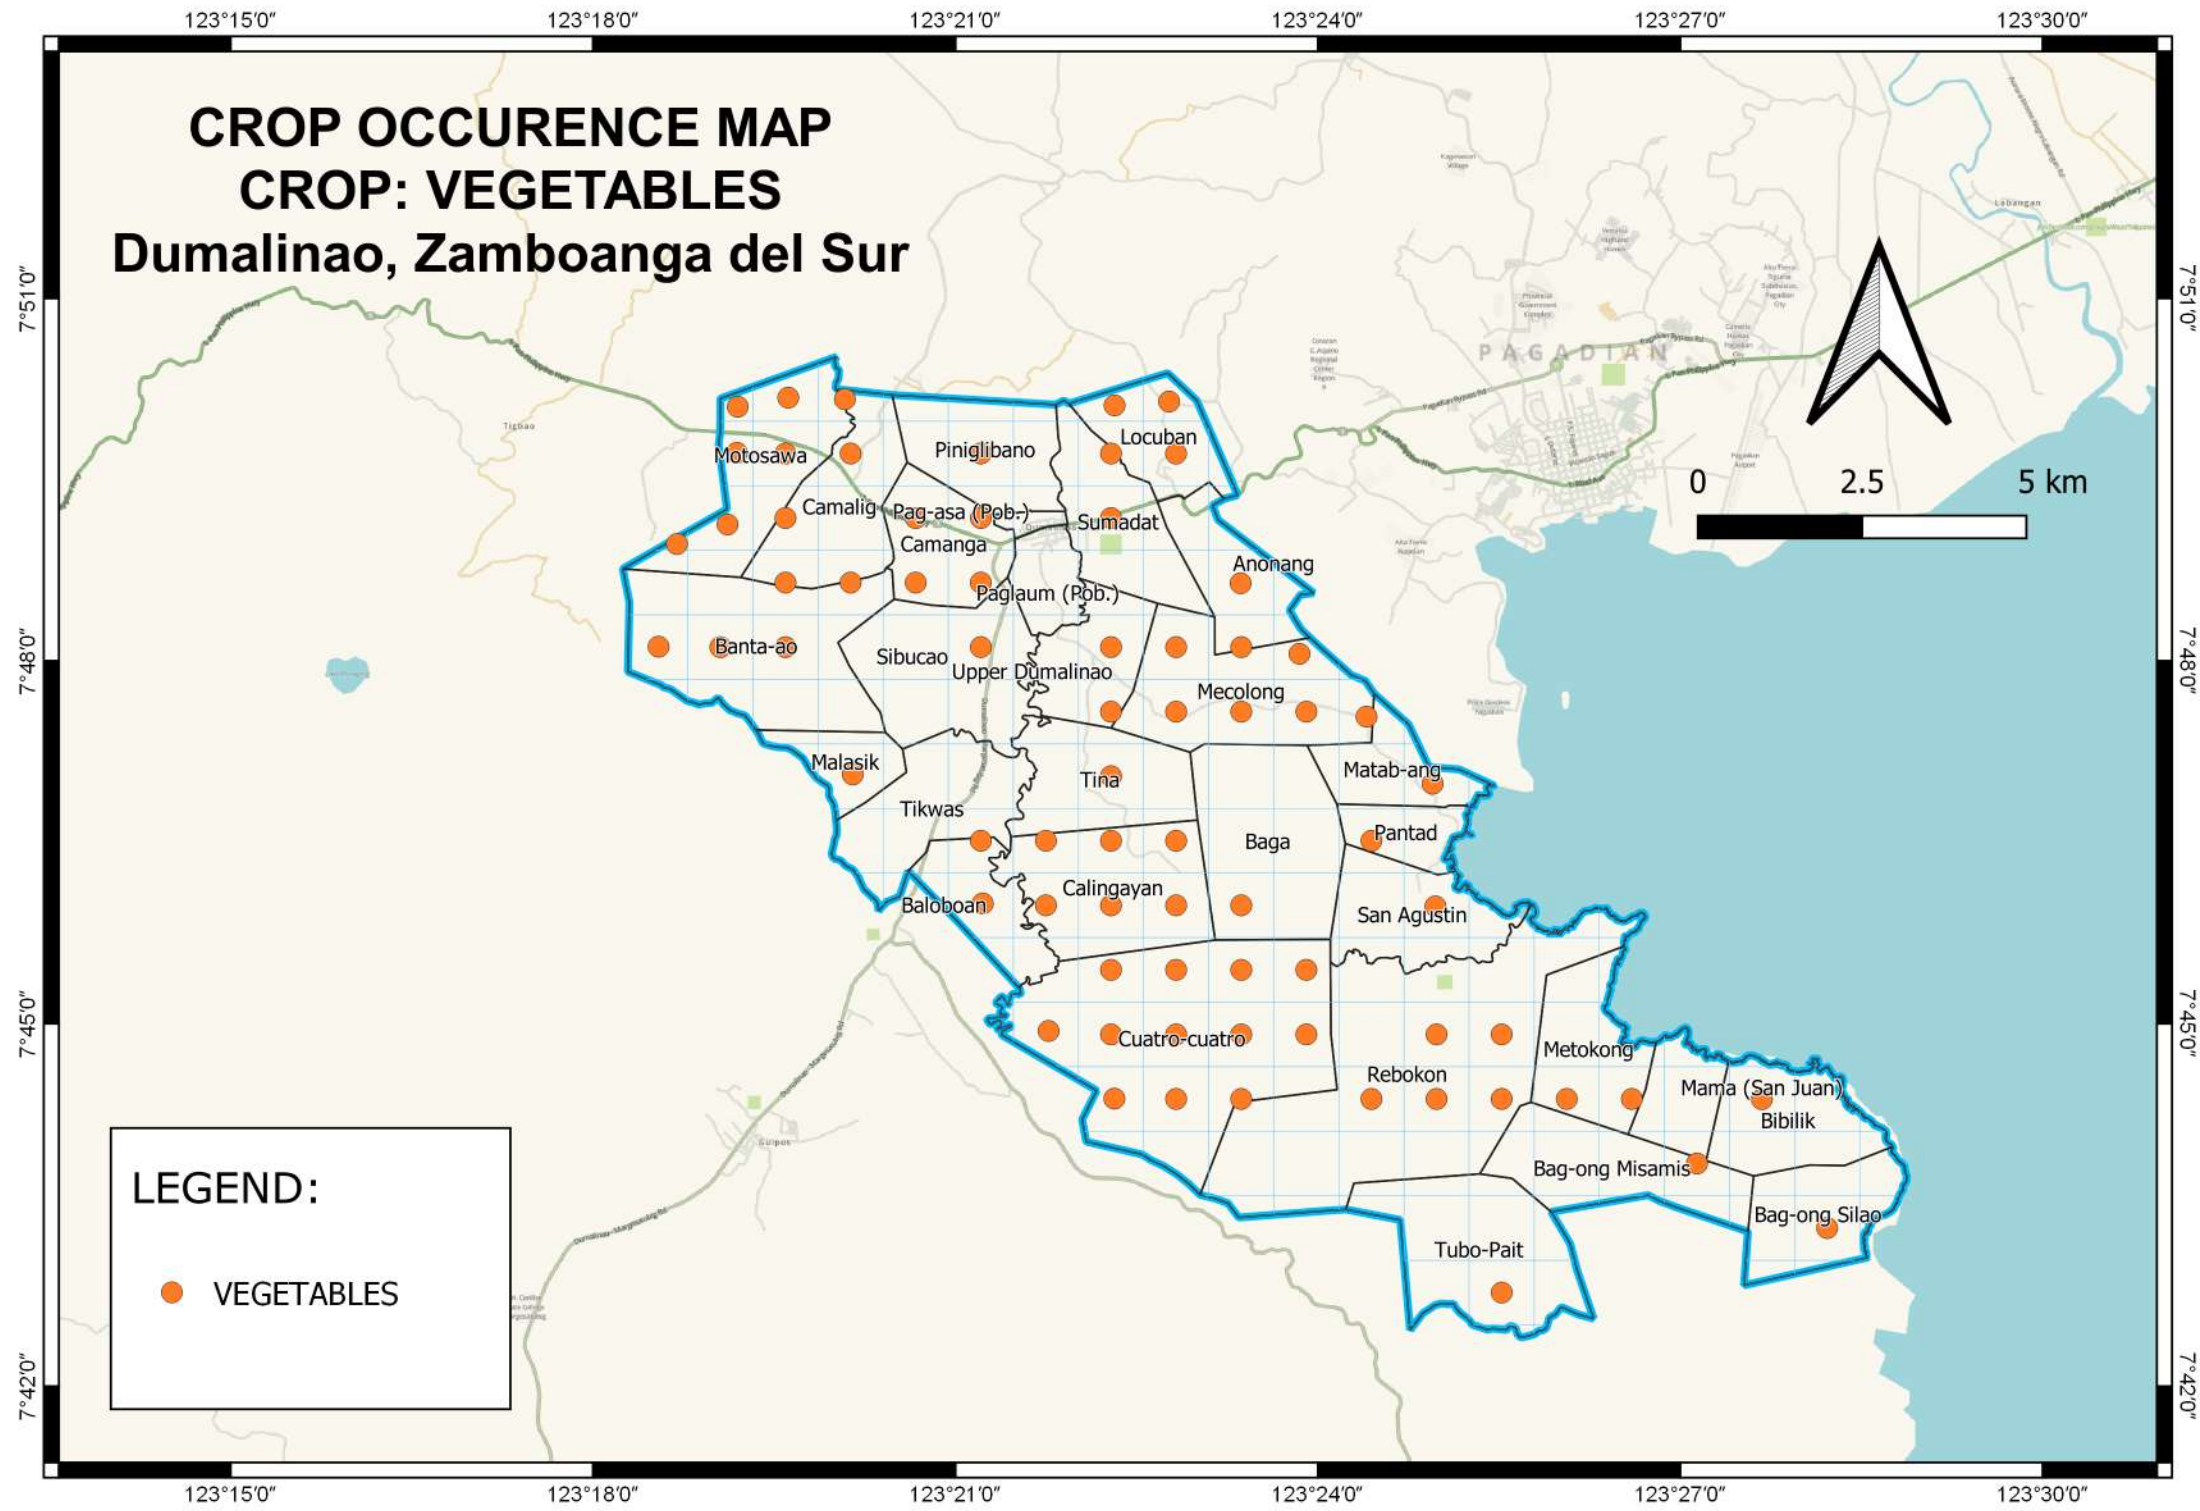 123°15′0″ 123°18′0″ 123°21′0″ 123°24′0″ 123°27′0″ 123°30′0″
CROP OCCURENCE MAP
CROP: VEGETABLES
Dumalinao, Zamboanga del Sur
7°51′0″ 7°51′0″
Labangan
PAGADIAN
Tigbao
Locuban
Piniglibano
Motosawa
0 2.5 5 km
Camalig
Pag-asa (Pob.)
Sumadat
Camanga
Anonang
Paglaum (Pob.)
7°48′0″ 7°48′0″
Banta-ao
Sibucao
Upper Dumalinao
Mecolong
Malasik
Matab-ang
Tina
Tikwas
Pantad
Baga
Calingayan
Baloboan
San Agustin
7°45′0″ 7°45′0″
Cuatro-cuatro
Metokong
Rebokon
Mama (San Juan)
Bibilik
Guipos
Bag-ong Misamis
Bag-ong Silao
Tubo-Pait
LEGEND:
VEGETABLES
7°42′0″ 7°42′0″
123°15′0″ 123°18′0″ 123°21′0″ 123°24′0″ 123°27′0″ 123°30′0″